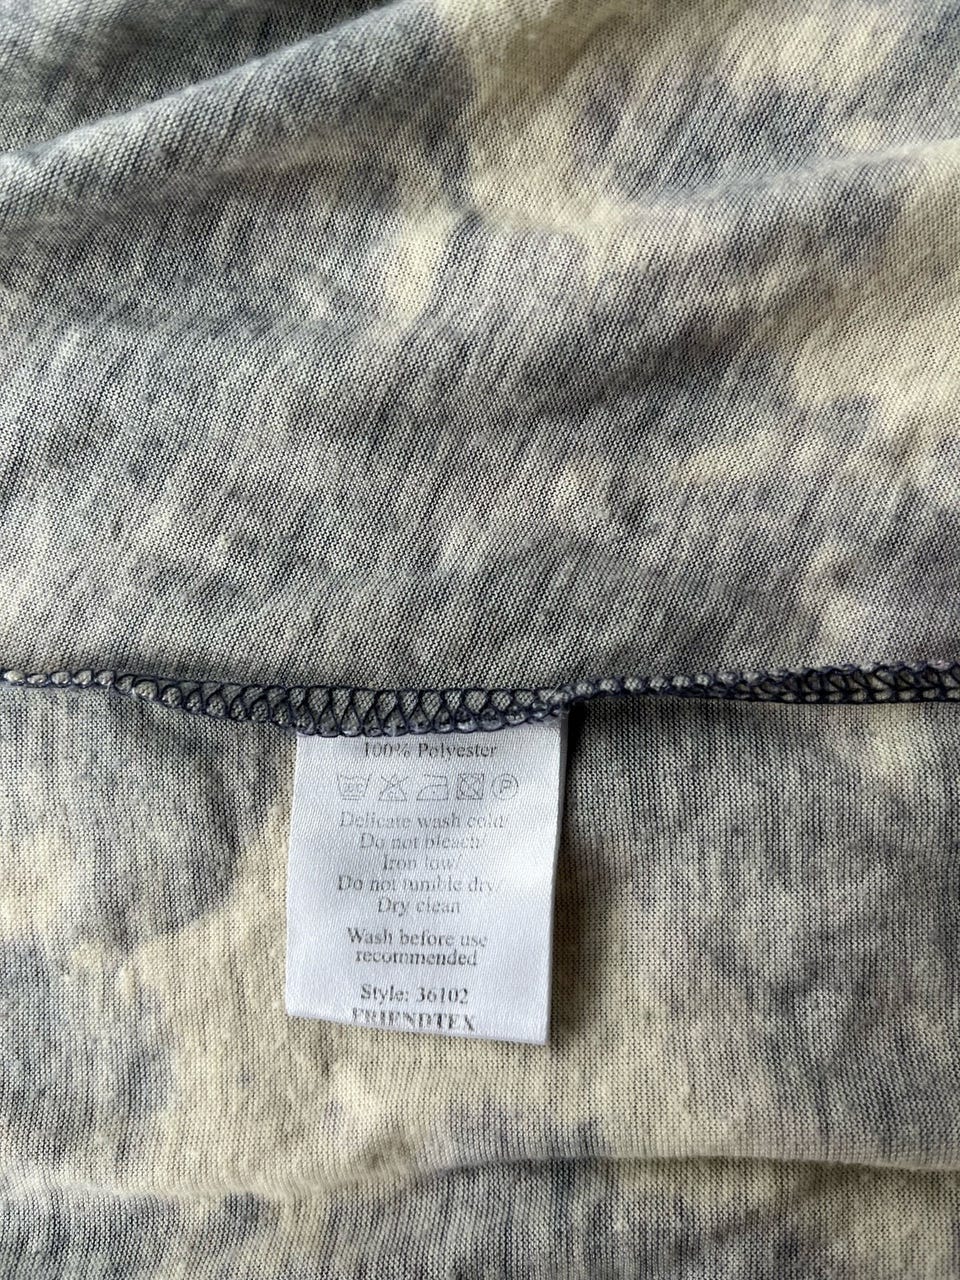 100% Polyester
Delicate wash cold/
Do not bleach/
Iron low/
Do not tumble dry/
Dry clean
Wash before use
recommended
Style: 36102
FRIENDTEX